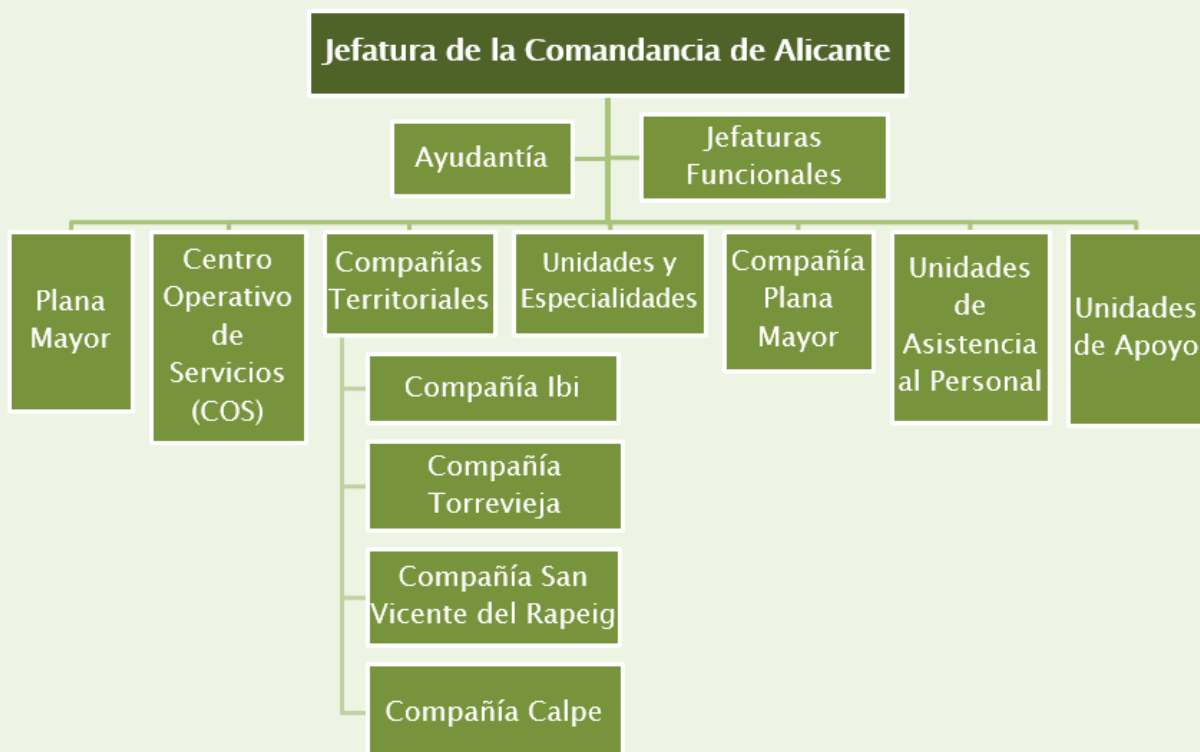 Jefatura de la Comandancia de Alicante
Ayudantía
Jefaturas
Funcionales
Plana
Mayor
Centro
Operativo
de
Servicios
(COS)
Compañías
Territoriales
Unidades y
Especialidades
Compañía
Plana
Mayor
Unidades
de
Asistencia
al Personal
Unidades
de Apoyo
Compañía Ibi
Compañía
Torrevieja
Compañía San
Vicente del Rapeig
Compañía Calpe